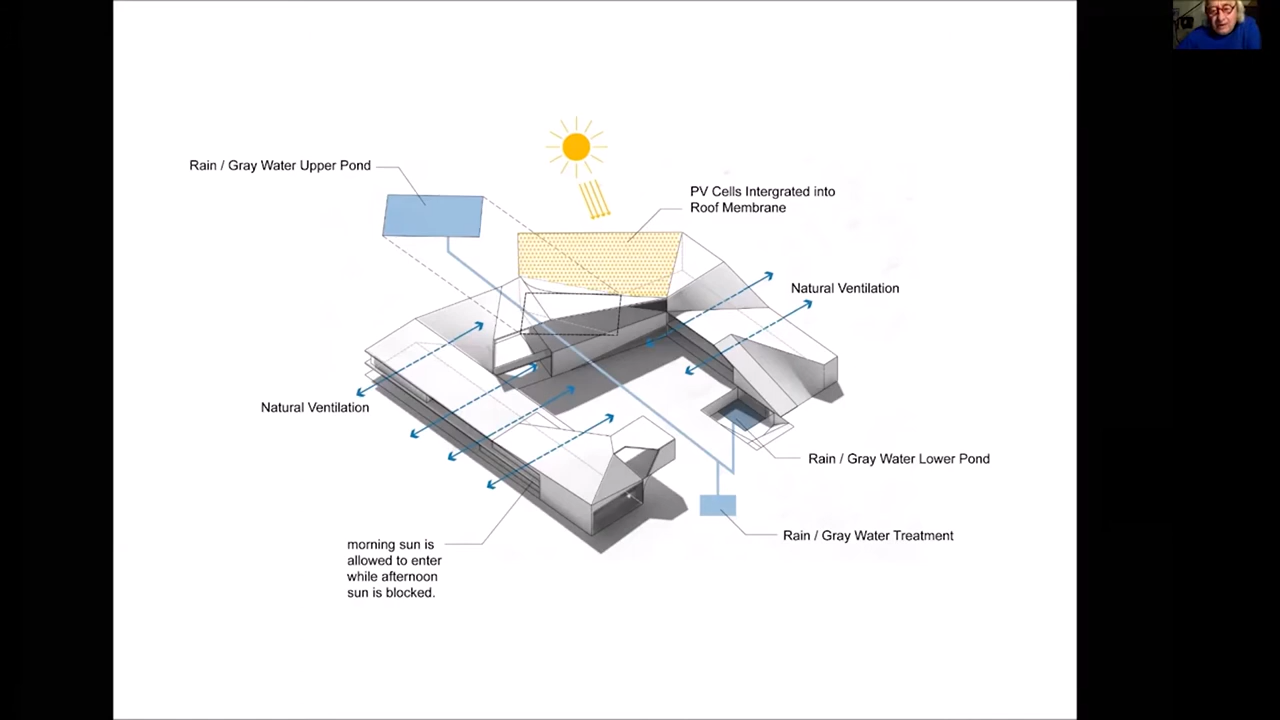 Rain / Gray Water Upper Pond
PV Cells Intergrated into
Roof Membrane
Natural Ventilation
Natural Ventilation
Rain / Gray Water Lower Pond
Rain / Gray Water Treatment
morning sun is
allowed to enter
while afternoon
sun is blocked.